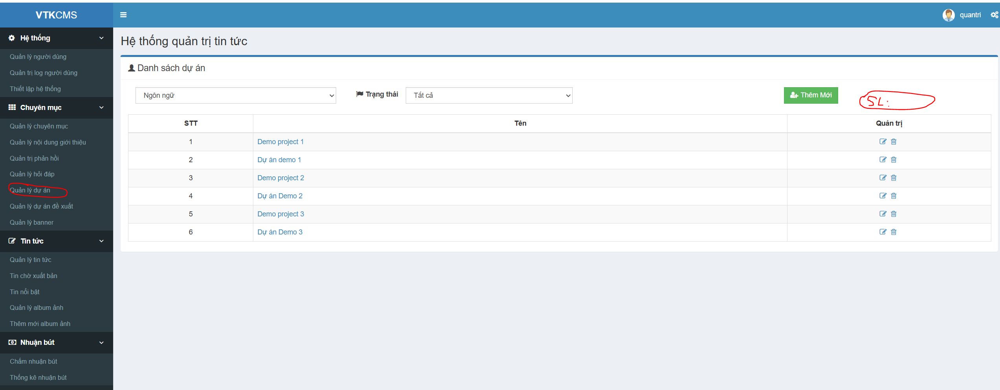 VTKCMS
quantri
Hệ thống
Quản lý người dùng
Quản trị log người dùng
Thiết lập hệ thống
Chuyên mục
Quản lý chuyên mục
Quản lý nội dung giới thiệu
Quản trị phản hồi
Quản lý hỏi đáp
Quản lý dự án
Quản lý dự án đề xuất
Quản lý banner
Tin tức
Quản lý tin tức
Tin chờ xuất bản
Tin nổi bật
Quản lý album ảnh
Thêm mới album ảnh
Nhuận bút
Chấm nhuận bút
Thống kê nhuận bút
Hệ thống quản trị tin tức
Danh sách dự án
Ngôn ngữ Trạng thái Tất cả Thêm Mới SL:
STT Tên Quản trị
1 Demo project 1
2 Dự án demo 1
3 Demo project 2
4 Dự án Demo 2
5 Demo project 3
6 Dự án Demo 3